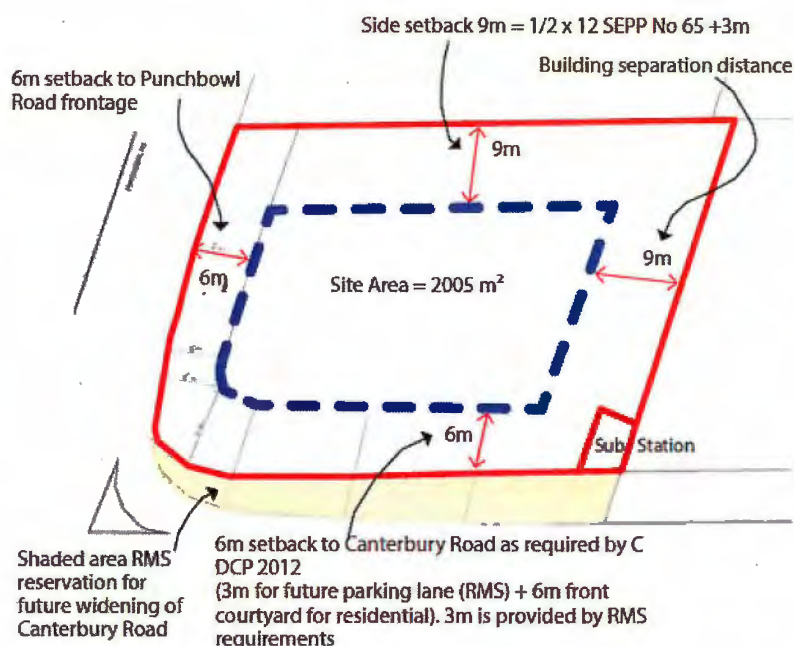 Side setback 9m = 1/2 x 12 SEPP No 65 +3m
6m setback to Punchbowl
Road frontage
Building separation distance
9m
6m
9m
Site Area = 2005 m²
6m
Sub Station
Shaded area RMS
reservation for
future widening of
Canterbury Road
6m setback to Canterbury Road as required by C
DCP 2012
(3m for future parking lane (RMS) + 6m front
courtyard for residential). 3m is provided by RMS
requirements